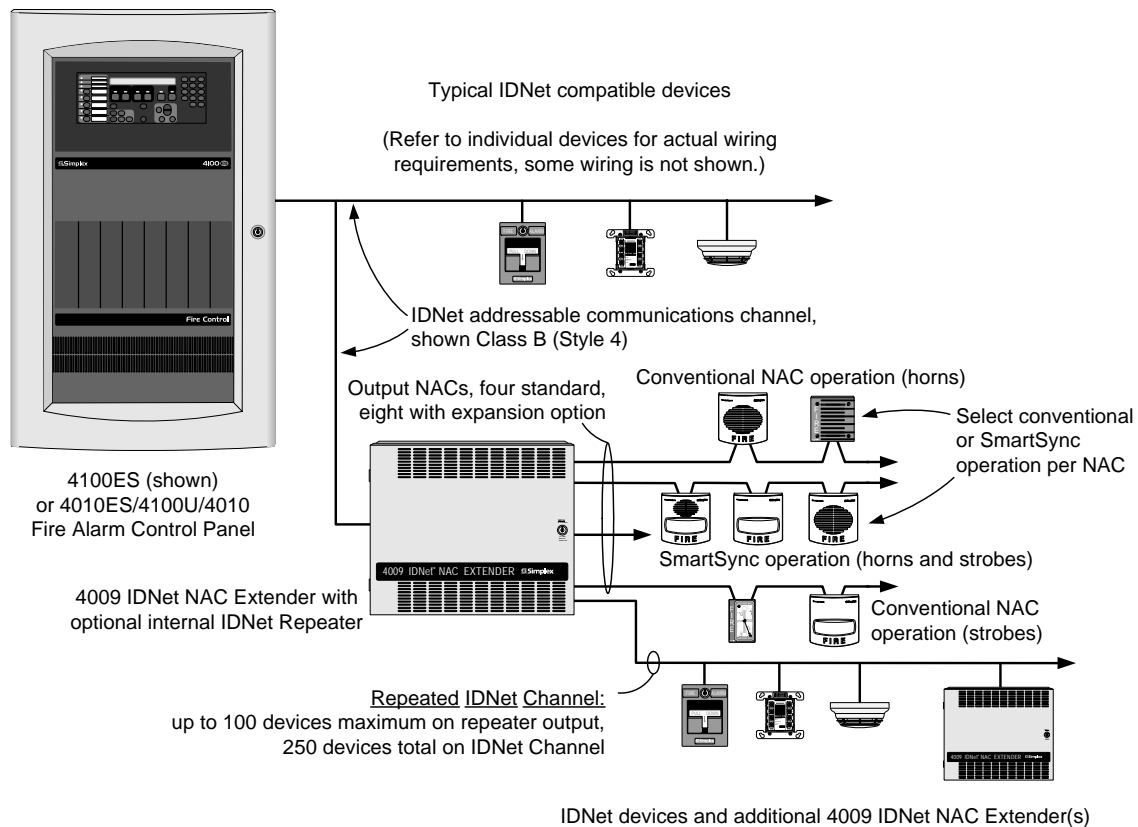 Simplex
4100
Fire Control
Typical IDNet compatible devices
(Refer to individual devices for actual wiring
requirements, some wiring is not shown.)
IDNet addressable communications channel,
shown Class B (Style 4)
4100ES (shown)
or 4010ES/4100U/4010
Fire Alarm Control Panel
Output NACs, four standard,
eight with expansion option
Conventional NAC operation (horns)
FIRE
Select conventional
or SmartSync
operation per NAC
FIRE
FIRE
FIRE
SmartSync operation (horns and strobes)
4009 IDNet NAC EXTENDER
Simplex
4009 IDNet NAC Extender with
optional internal IDNet Repeater
FIRE
Conventional NAC
operation (strobes)
Repeated IDNet Channel:
up to 100 devices maximum on repeater output,
250 devices total on IDNet Channel
4009 IDNet NAC EXTENDER
Simplex
IDNet devices and additional 4009 IDNet NAC Extender(s)